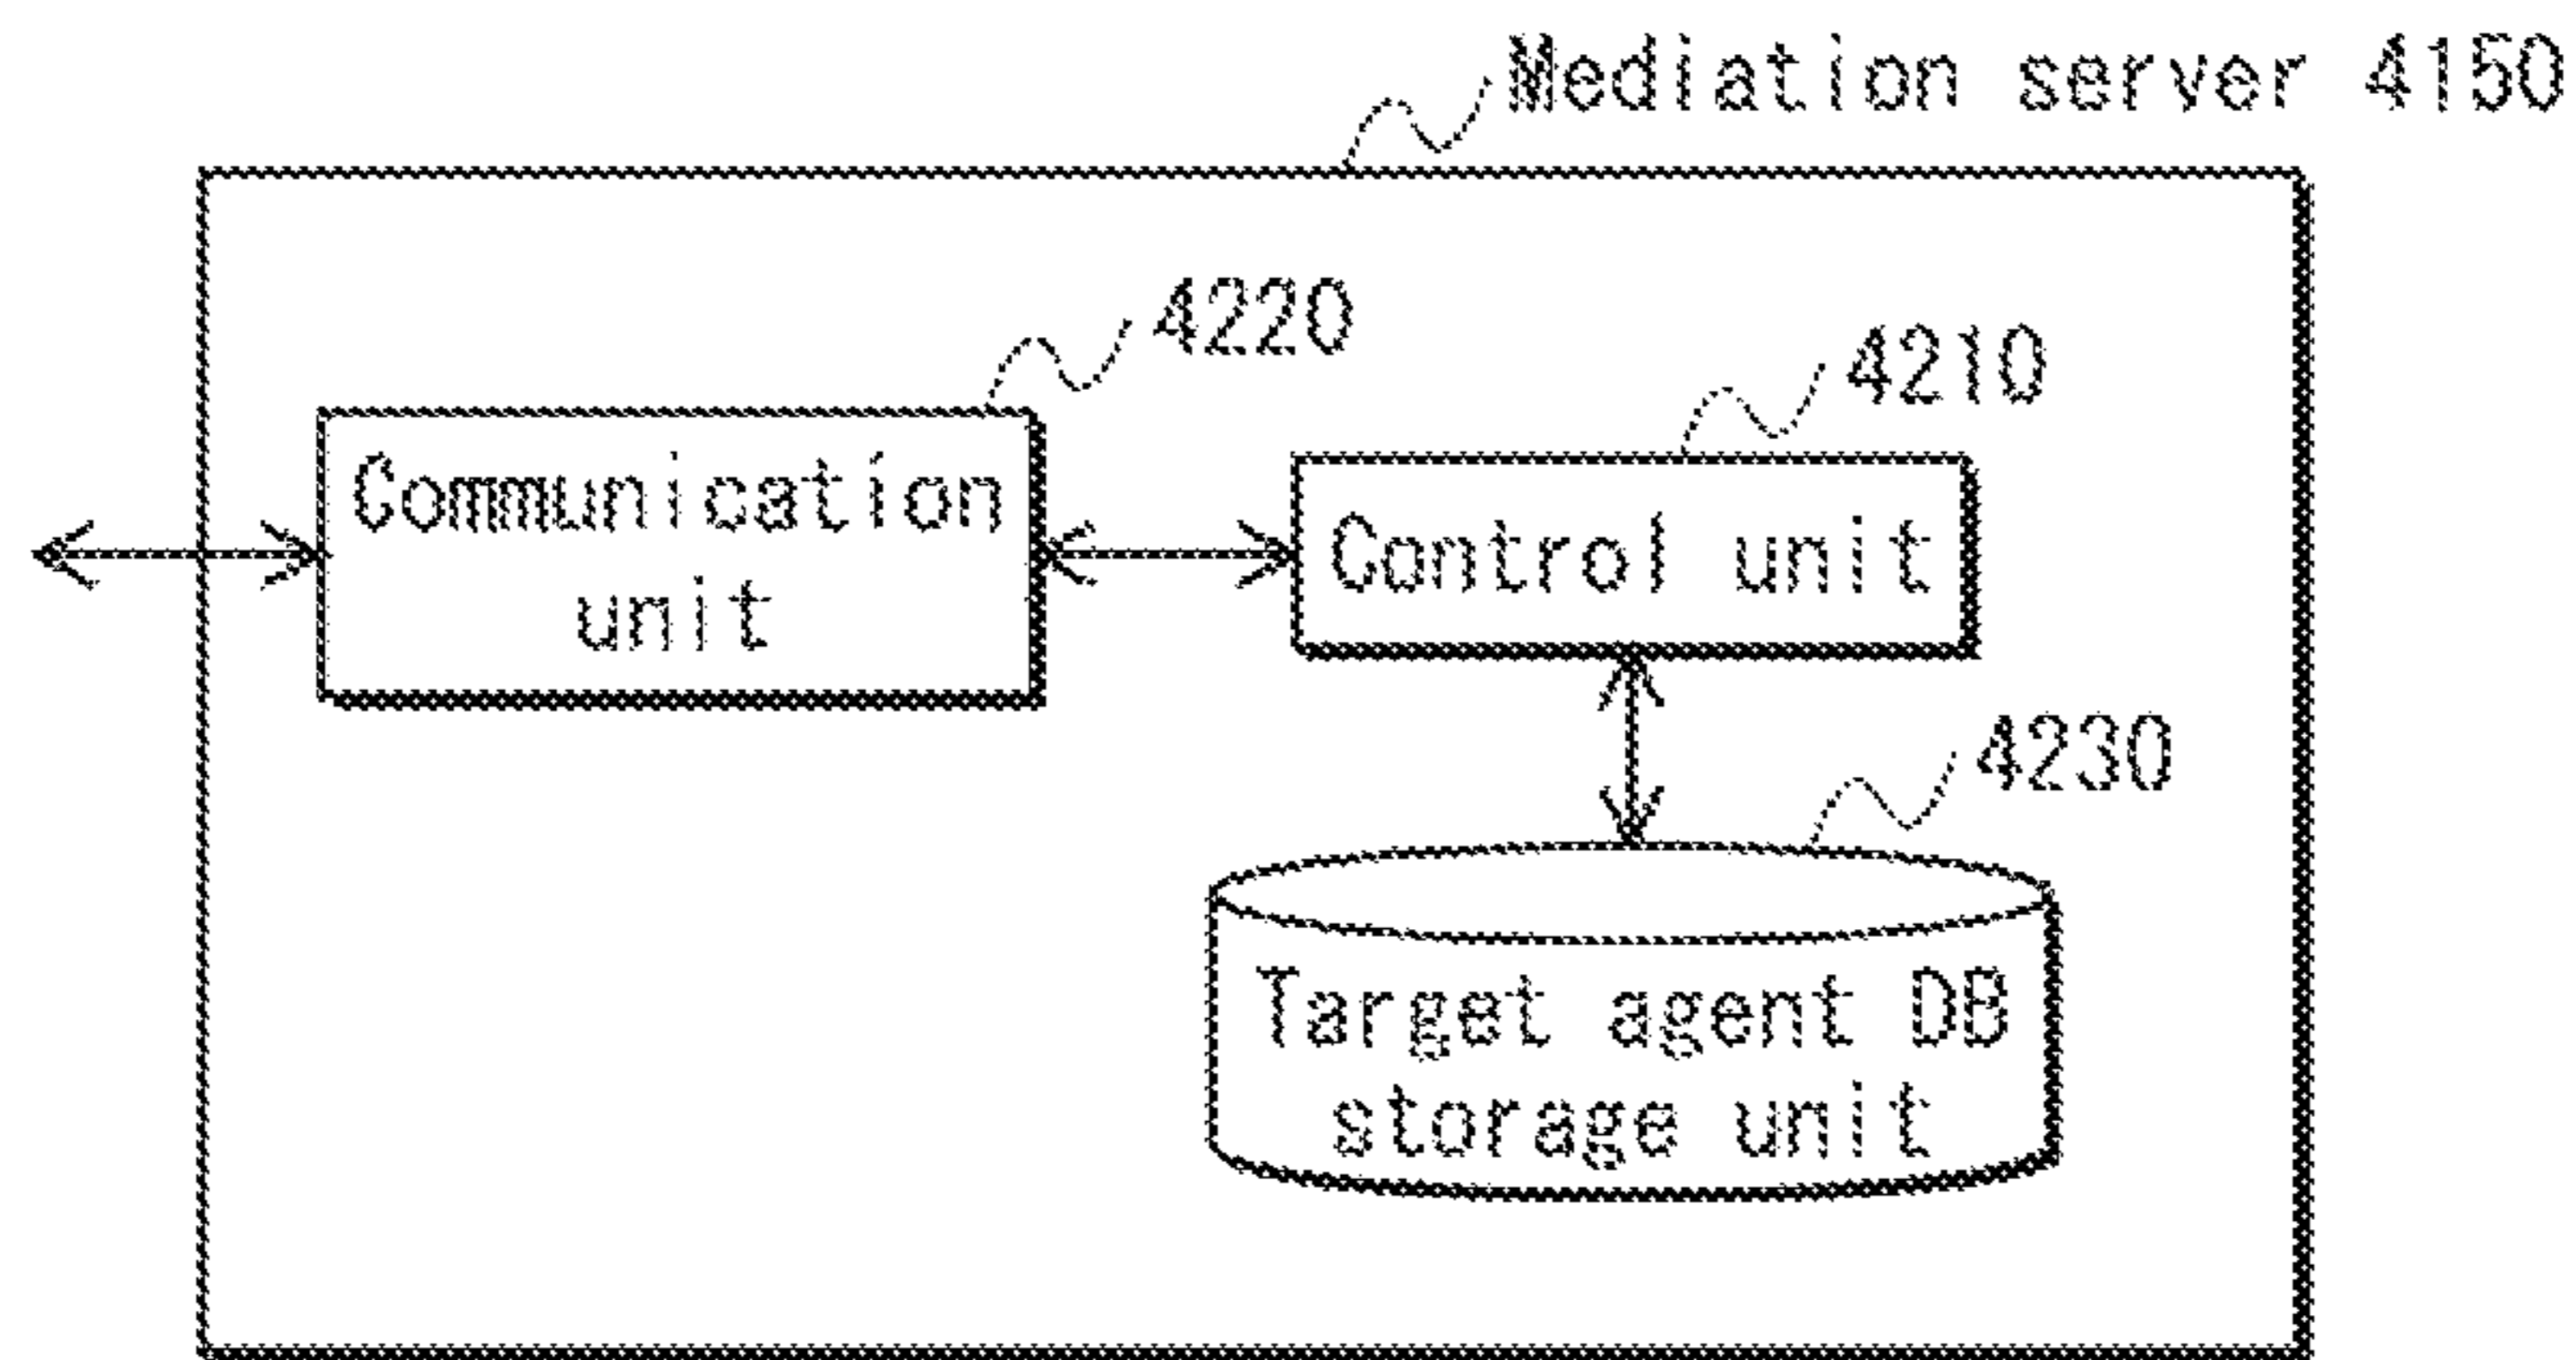 Mediation server 4150
4220
4210
Communication
unit
Control unit
4230
Target agent DB
storage unit